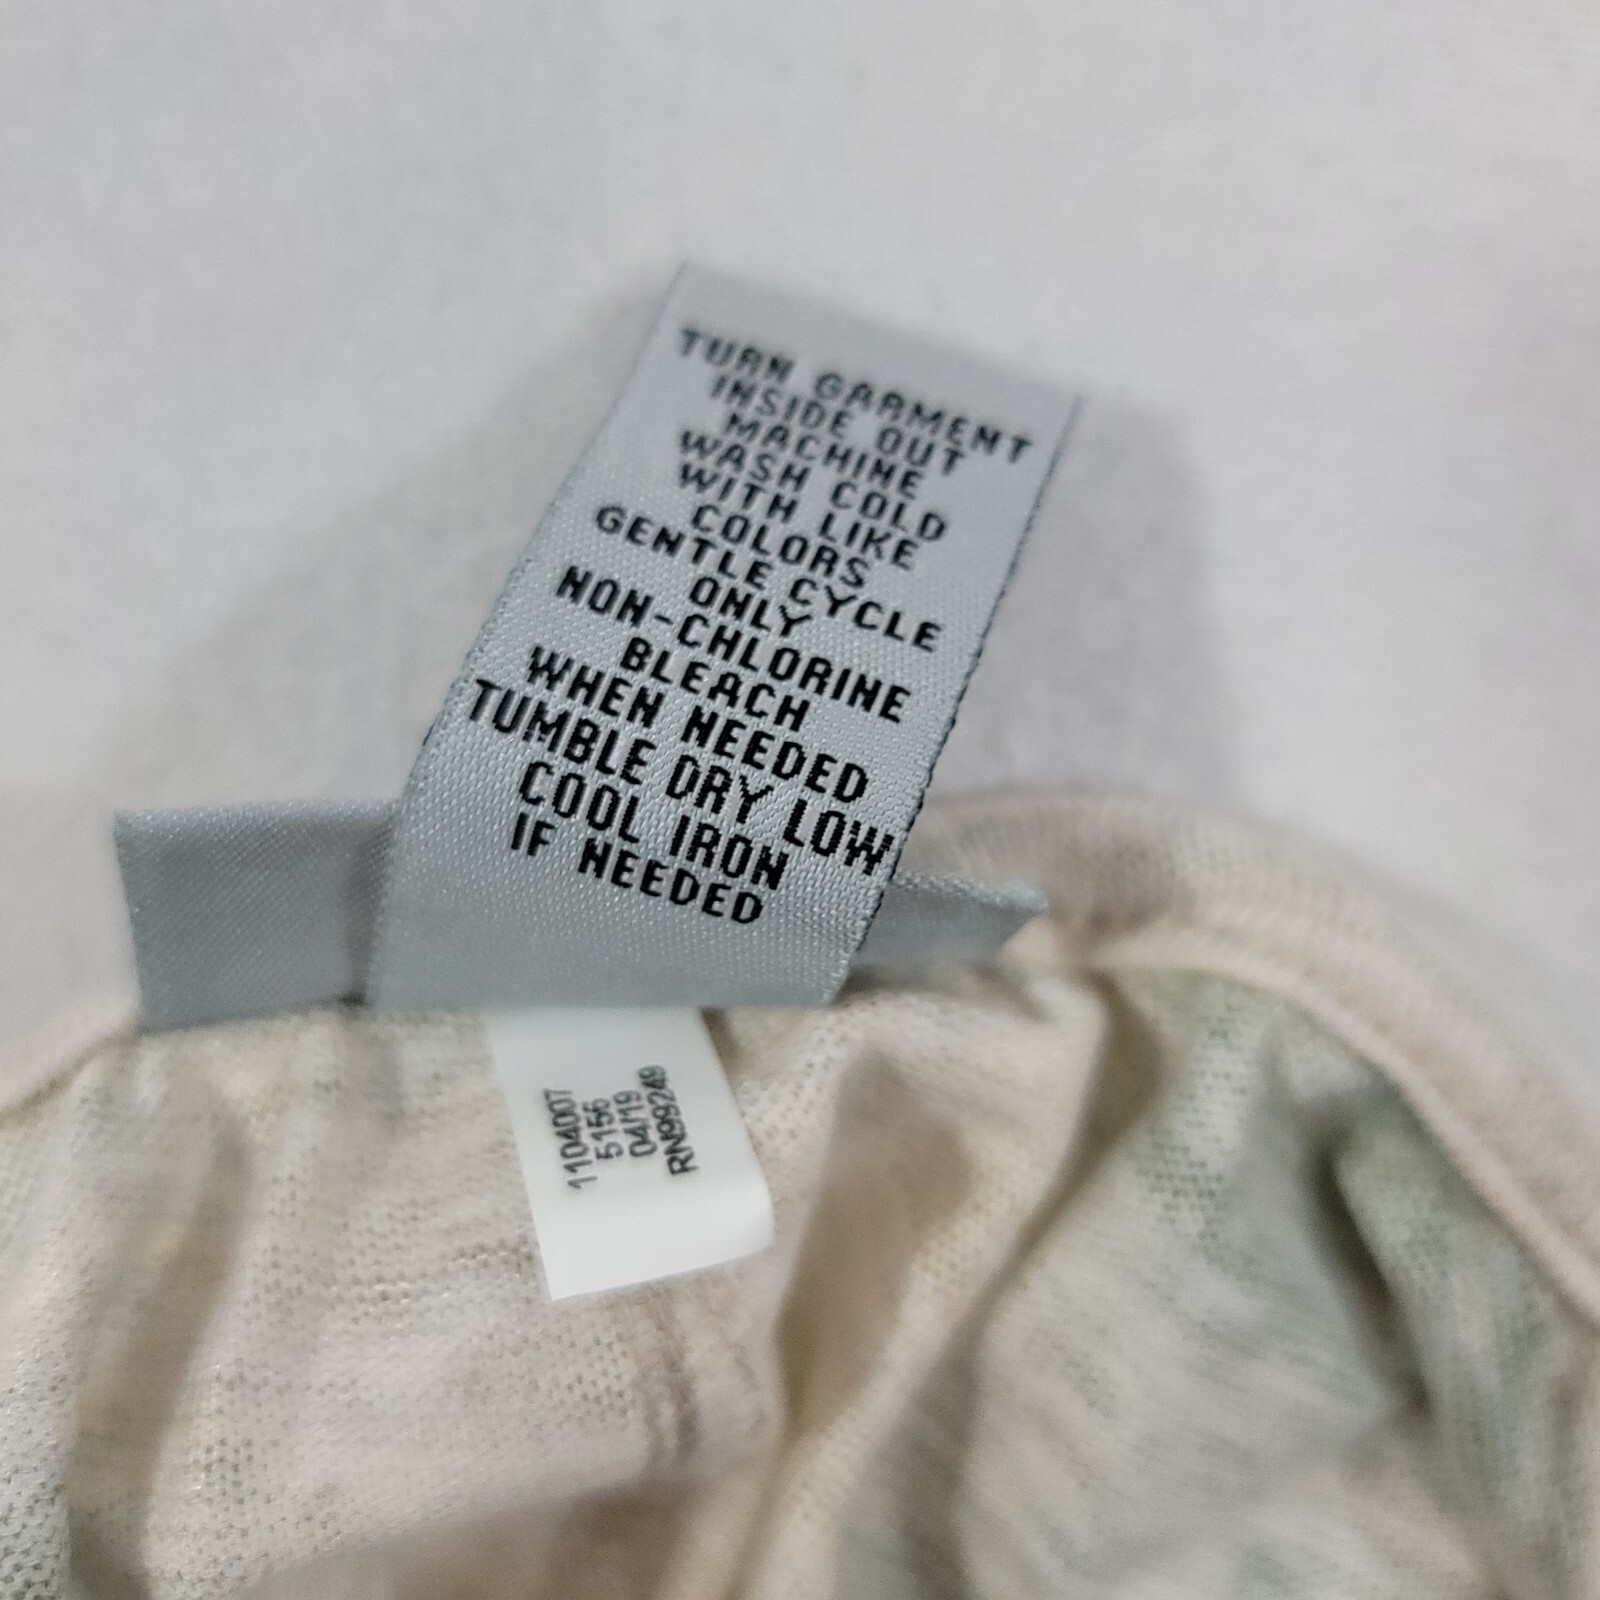 TURN GARMENT
INSIDE OUT
MACHINE
WASH COLD
WITH LIKE
COLORS
GENTLE CYCLE
ONLY
NON-CHLORINE
BLEACH
WHEN NEEDED
TUMBLE DRY LOW
COOL IRON
IF NEEDED
1104007
5156
04/19
RN99249